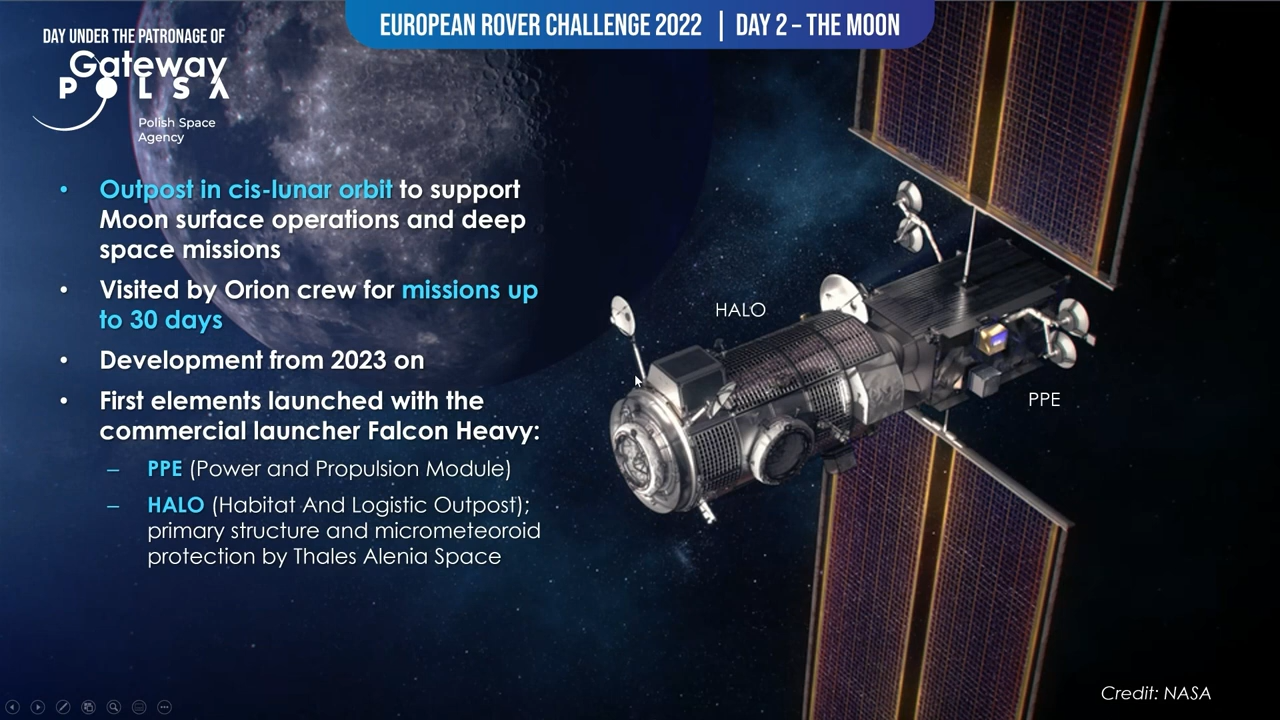 EUROPEAN ROVER CHALLENGE 2022 | DAY 2 – THE MOON
DAY UNDER THE PATRONAGE OF
Gateway
POLSA
Polish Space
Agency
• Outpost in cis-lunar orbit to support
Moon surface operations and deep
space missions
• Visited by Orion crew for missions up
to 30 days
• Development from 2023 on
• First elements launched with the
commercial launcher Falcon Heavy:
– PPE (Power and Propulsion Module)
– HALO (Habitat And Logistic Outpost);
primary structure and micrometeoroid
protection by Thales Alenia Space
HALO
PPE
Credit: NASA